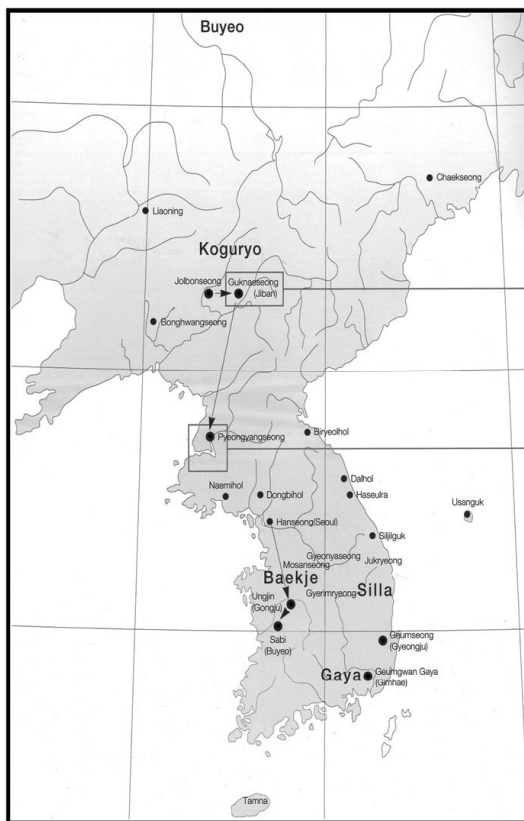 Buyeo
Chaekseong
Liaoning
Koguryo
Jolbonseong
Guknaeseong
(Jiban)
Bonghwangseong
Pyeongyangseong
Biryeolhol
Dalhol
Naemihol
Dongbihol
Haseulra
Usanguk
Hanseong(Seoul)
Siljilguk
Gyeonyaseong
Mosanseong
Jukryeong
Baekje
Gyerimryeong
Silla
Ungjin
(Gongju)
Sabi
(Buyeo)
Geumseong
(Gyeongju)
Gaya
Geumgwan Gaya
(Gimhae)
Tamna